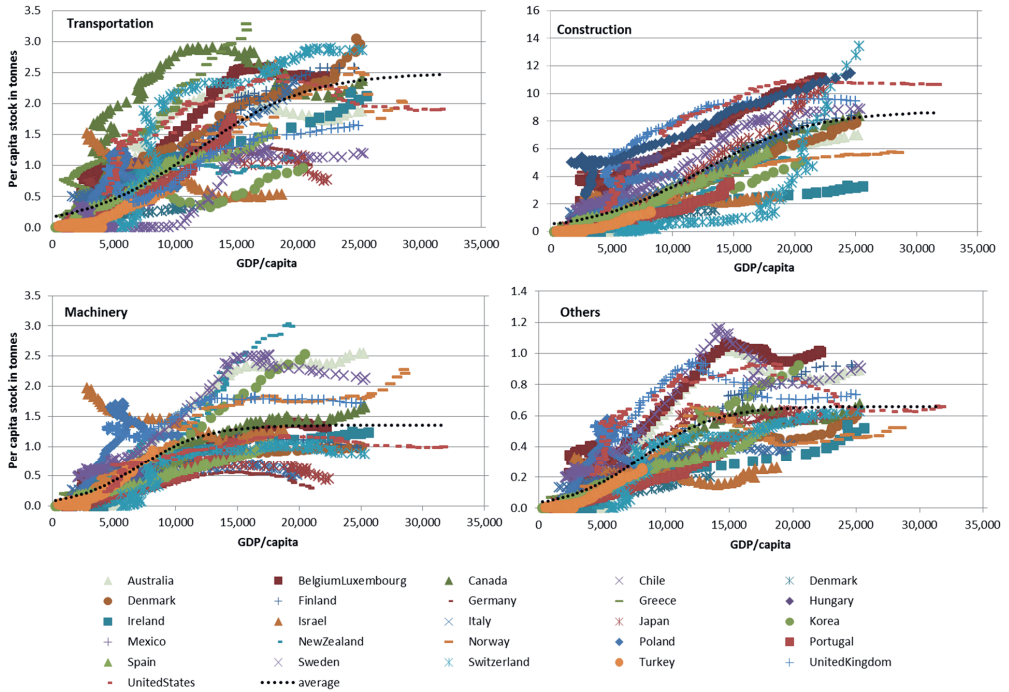 Transportation
Per capita stock in tonnes
3.5
3.0
2.5
2.0
1.5
1.0
0.5
0.0
5,000 10,000 15,000 20,000 25,000 30,000 35,000
GDP/capita
Construction
16
14
12
10
8
6
4
2
0
5,000 10,000 15,000 20,000 25,000 30,000 35,000
GDP/capita
Machinery
Per capita stock in tonnes
3.5
3.0
2.5
2.0
1.5
1.0
0.5
0.0
5,000 10,000 15,000 20,000 25,000 30,000 35,000
GDP/capita
Others
1.4
1.2
1.0
0.8
0.6
0.4
0.2
0.0
5,000 10,000 15,000 20,000 25,000 30,000 35,000
GDP/capita
Australia BelgiumLuxembourg Canada Chile Denmark
Denmark Finland Germany Greece Hungary
Ireland Israel Italy Japan Korea
Mexico NewZealand Norway Poland Portugal
Spain Sweden Switzerland Turkey UnitedKingdom
UnitedStates average